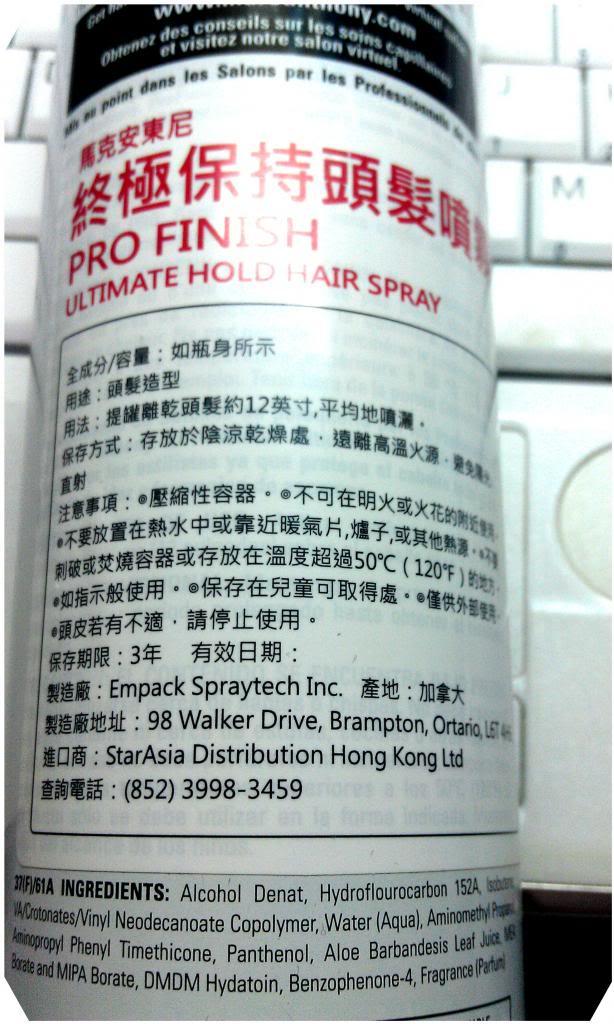 Obtenez des conseils sur les soins capillaires
et visitez notre salon virtuel.
au point dans les Salons par les Professionnels de
馬克安東尼
終極保持頭髮噴
PRO FINISH
ULTIMATE HOLD HAIR SPRAY
全成分/容量：如瓶身所示
用途：頭髮造型
用法：提罐離乾頭髮約12英寸,平均地噴灑。
保存方式：存放於陰涼乾燥處，遠離高溫火源，避免陽光
直射
注意事項：◎壓縮性容器。◎不可在明火或火花的附近使用
◎不要放置在熱水中或靠近暖氣片,爐子,或其他熱源。◎不要
刺破或焚燒容器或存放在溫度超過50℃（120℉）的地方。
◎如指示般使用。◎保存在兒童可取得處。◎僅供外部使用。
◎頭皮若有不適，請停止使用。
保存期限：3年 有效日期：
製造廠：Empack Spraytech Inc. 產地：加拿大
製造廠地址：98 Walker Drive, Brampton, Ontario, L6T
進口商：StarAsia Distribution Hong Kong Ltd
查詢電話：(852) 3998-3459
37(F)/61A INGREDIENTS: Alcohol Denat, Hydroflourocarbon 152A,
VA/Crotonates/Vinyl Neodecanoate Copolymer, Water (Aqua), Aminomethyl
Aminopropyl Phenyl Timethicone, Panthenol, Aloe Barbandesis Leaf Juice, MEA
Borate and MIPA Borate, DMDM Hydatoin, Benzophenone-4, Fragrance (Parfum)
M